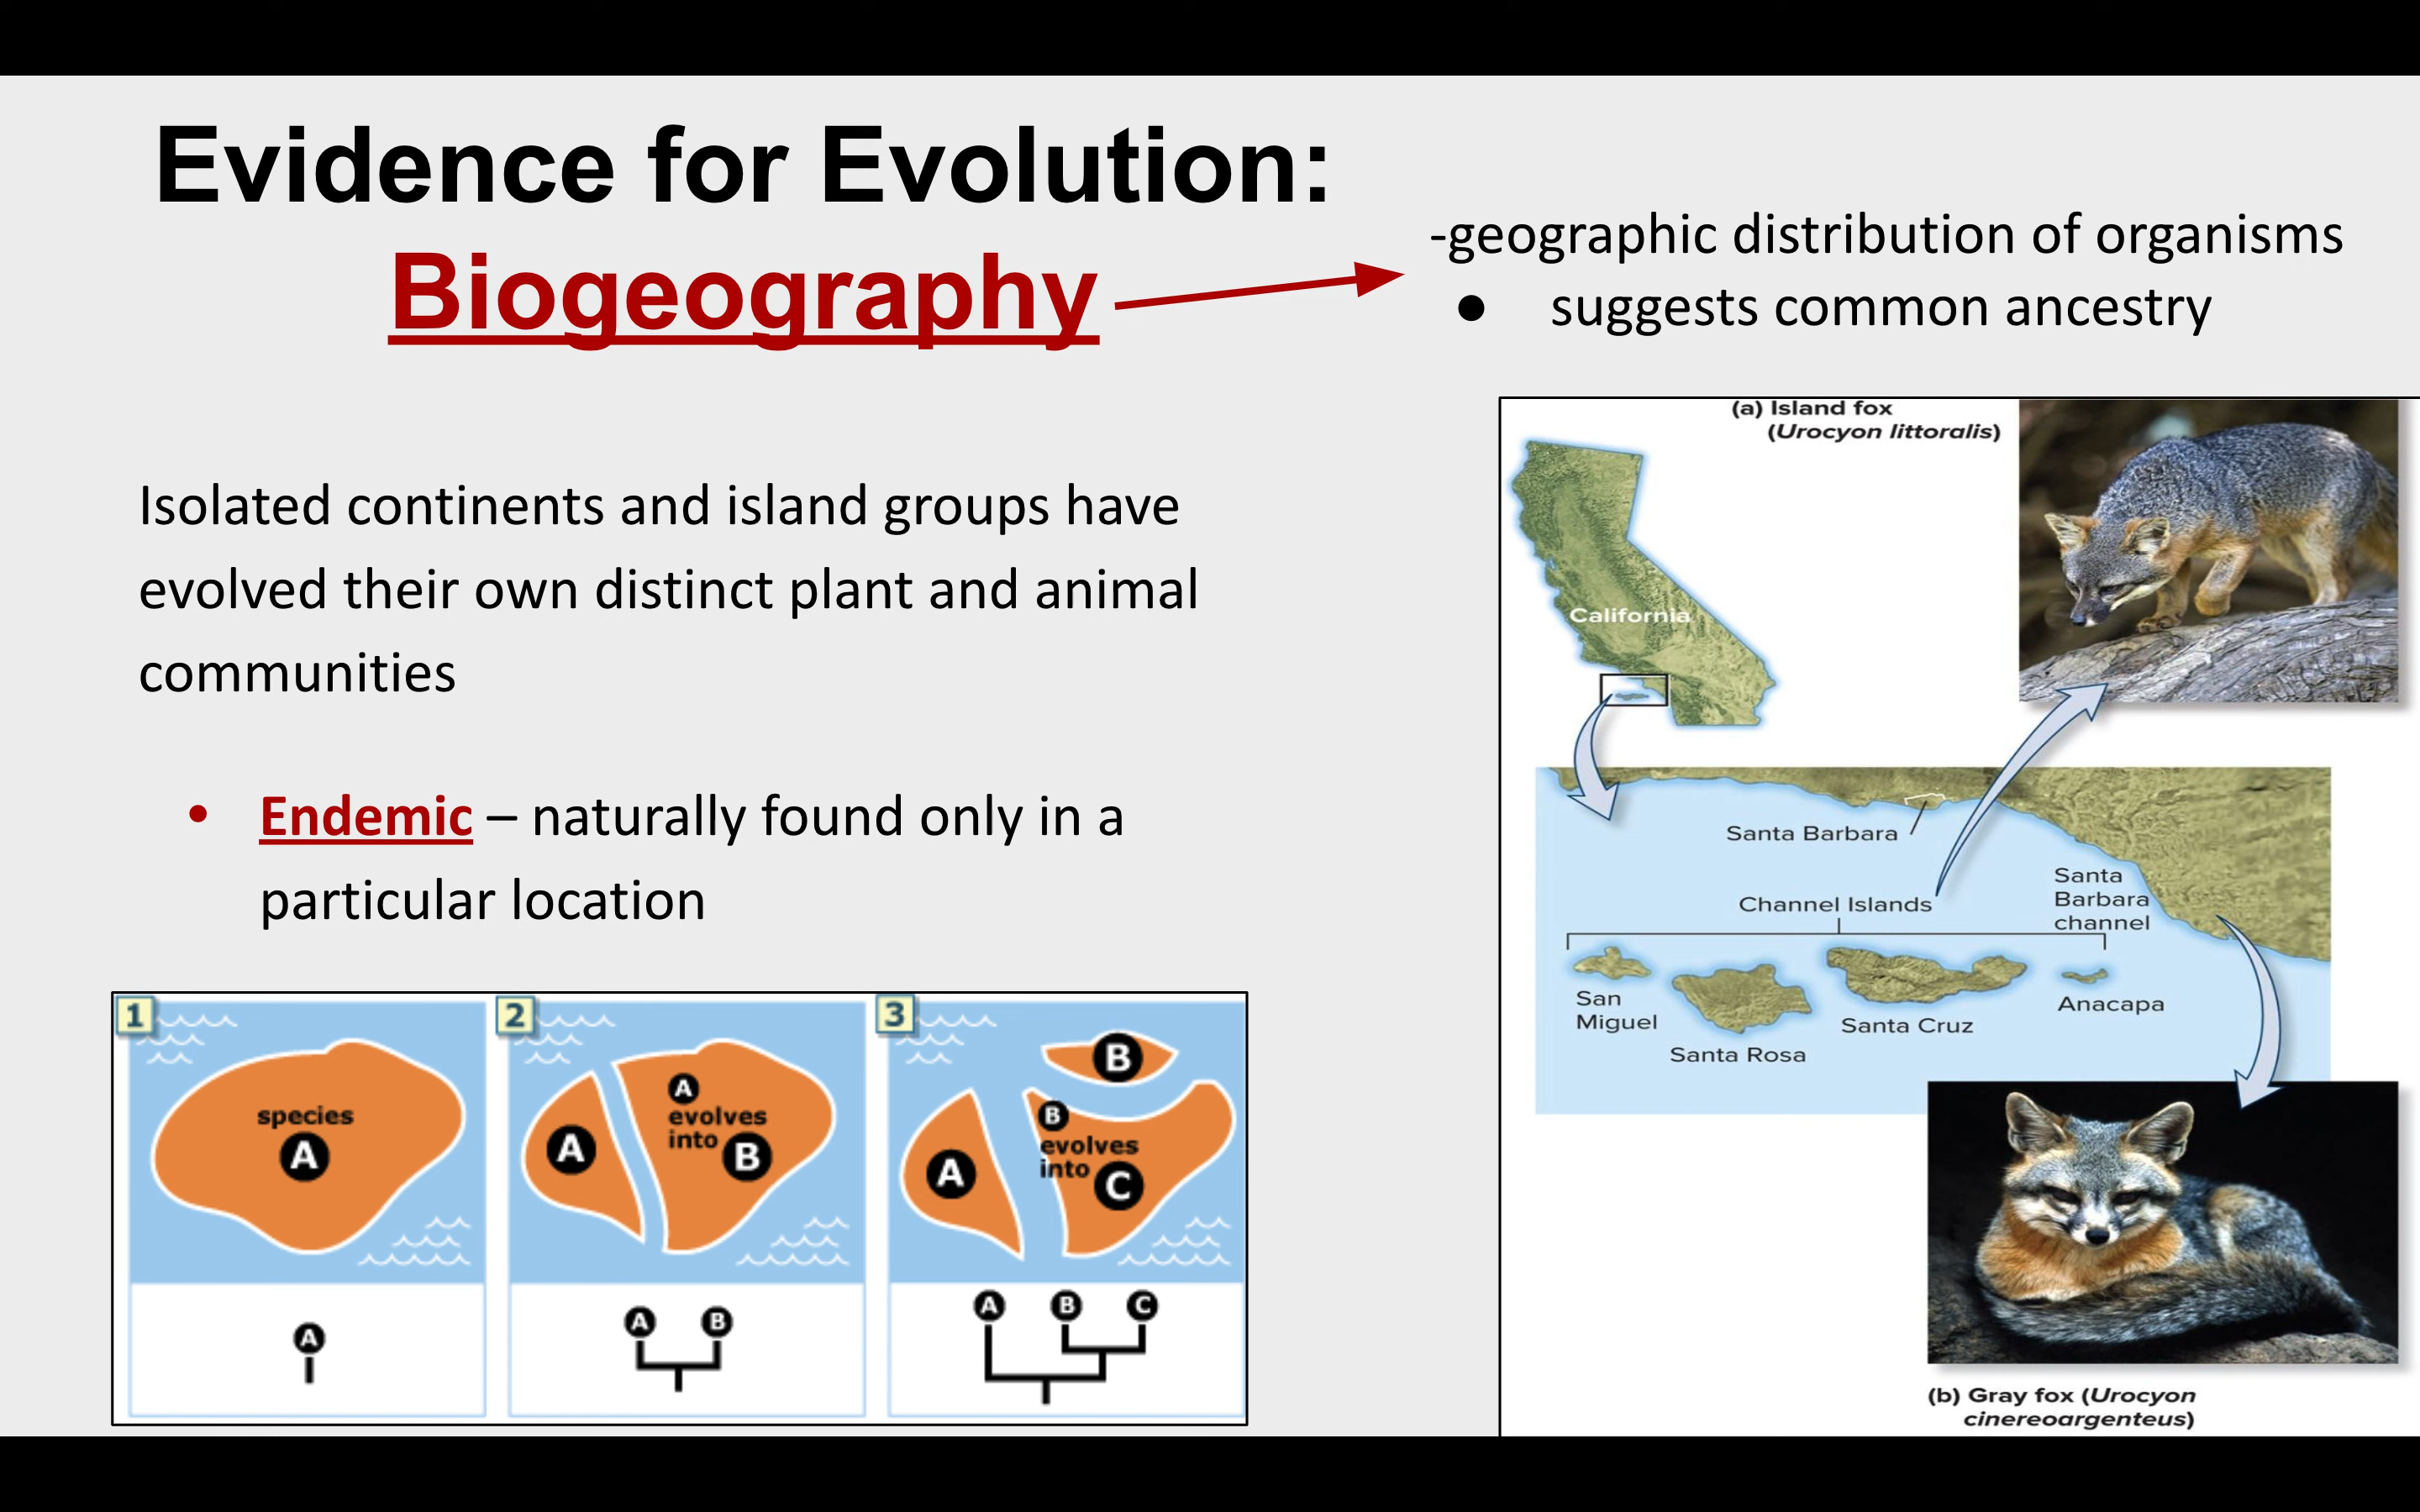 Evidence for Evolution:
Biogeography
-geographic distribution of organisms
● suggests common ancestry
Isolated continents and island groups have
evolved their own distinct plant and animal
communities
• Endemic – naturally found only in a
particular location
1
species
A
A
2
A
A
evolves
into B
A B
3
B
A
B
evolves
into C
A B C
(a) Island fox
(Urocyon littoralis)
California
Santa Barbara
Channel Islands
Santa
Barbara
channel
San
Miguel
Santa Rosa
Santa Cruz
Anacapa
(b) Gray fox (Urocyon
cinereoargenteus)